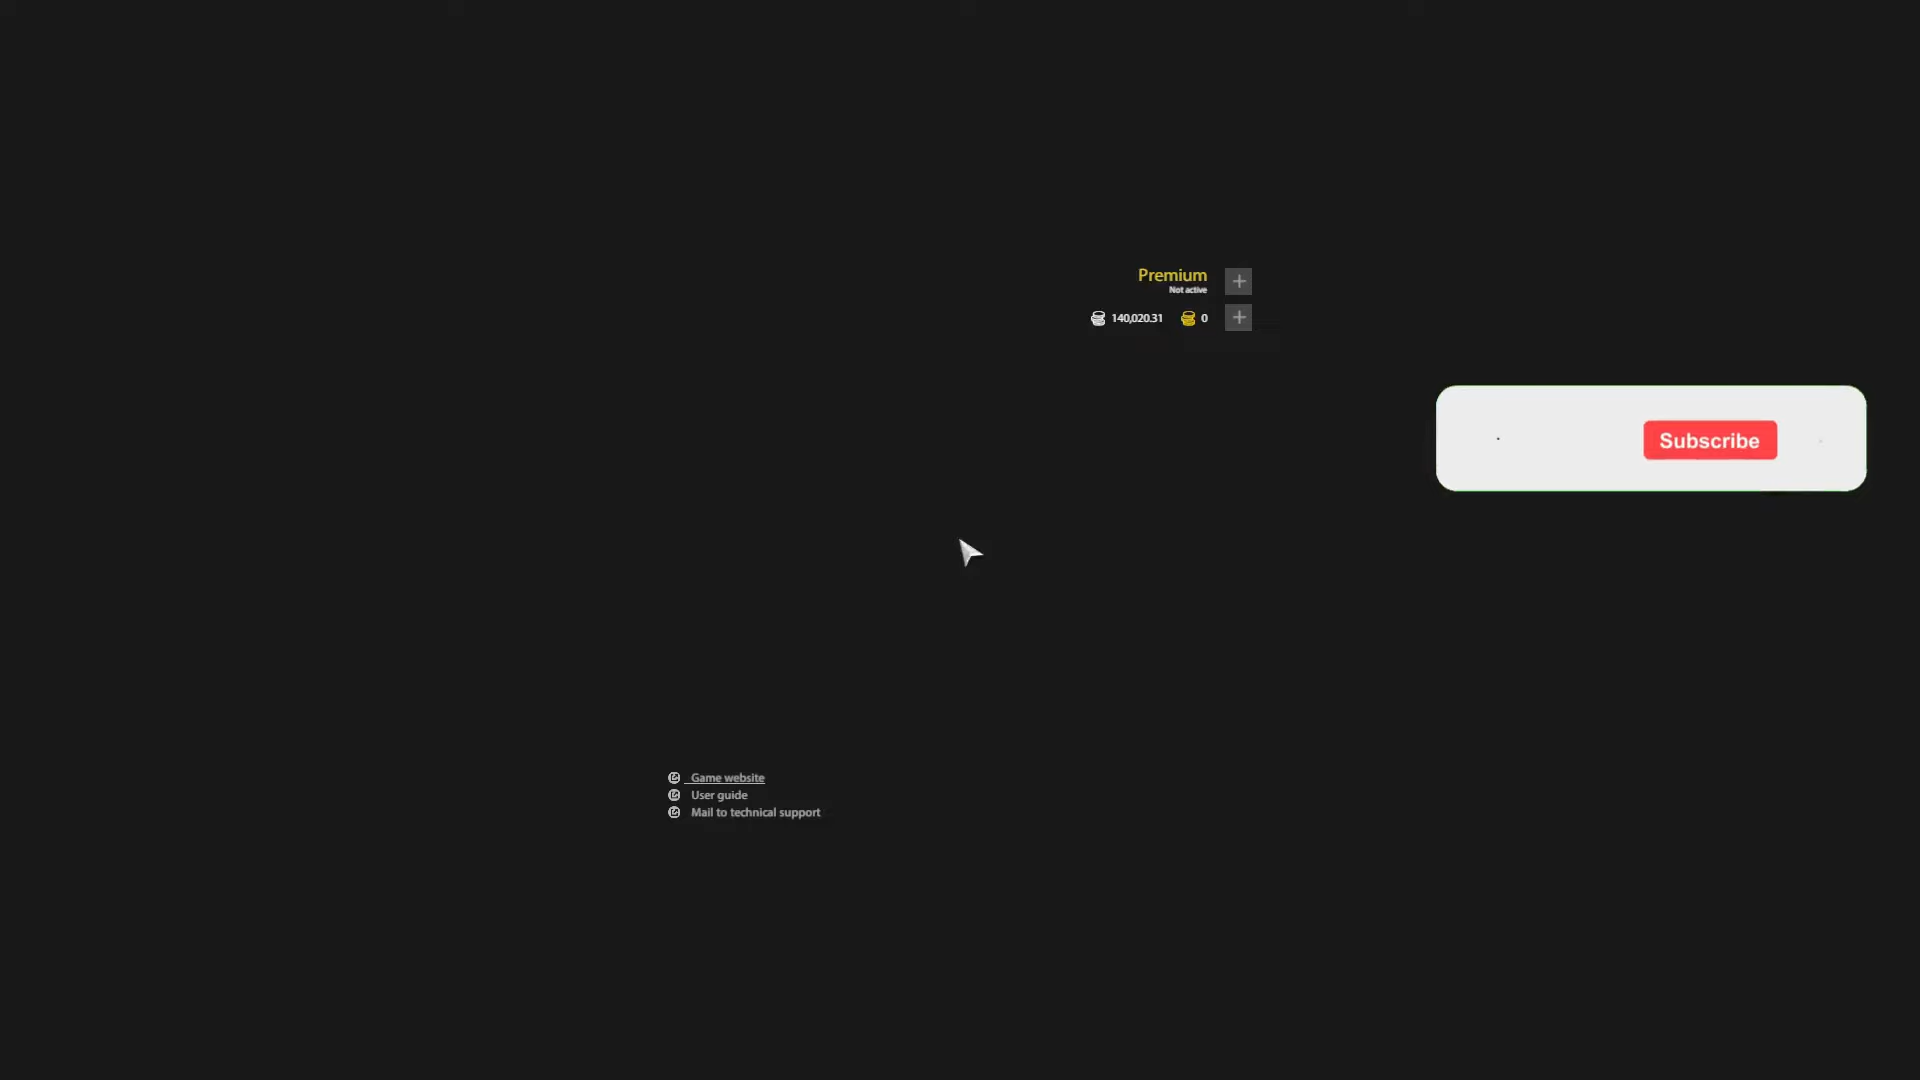 Premium
Not active
140,020.31 0
Subscribe
Game website
User guide
Mail to technical support